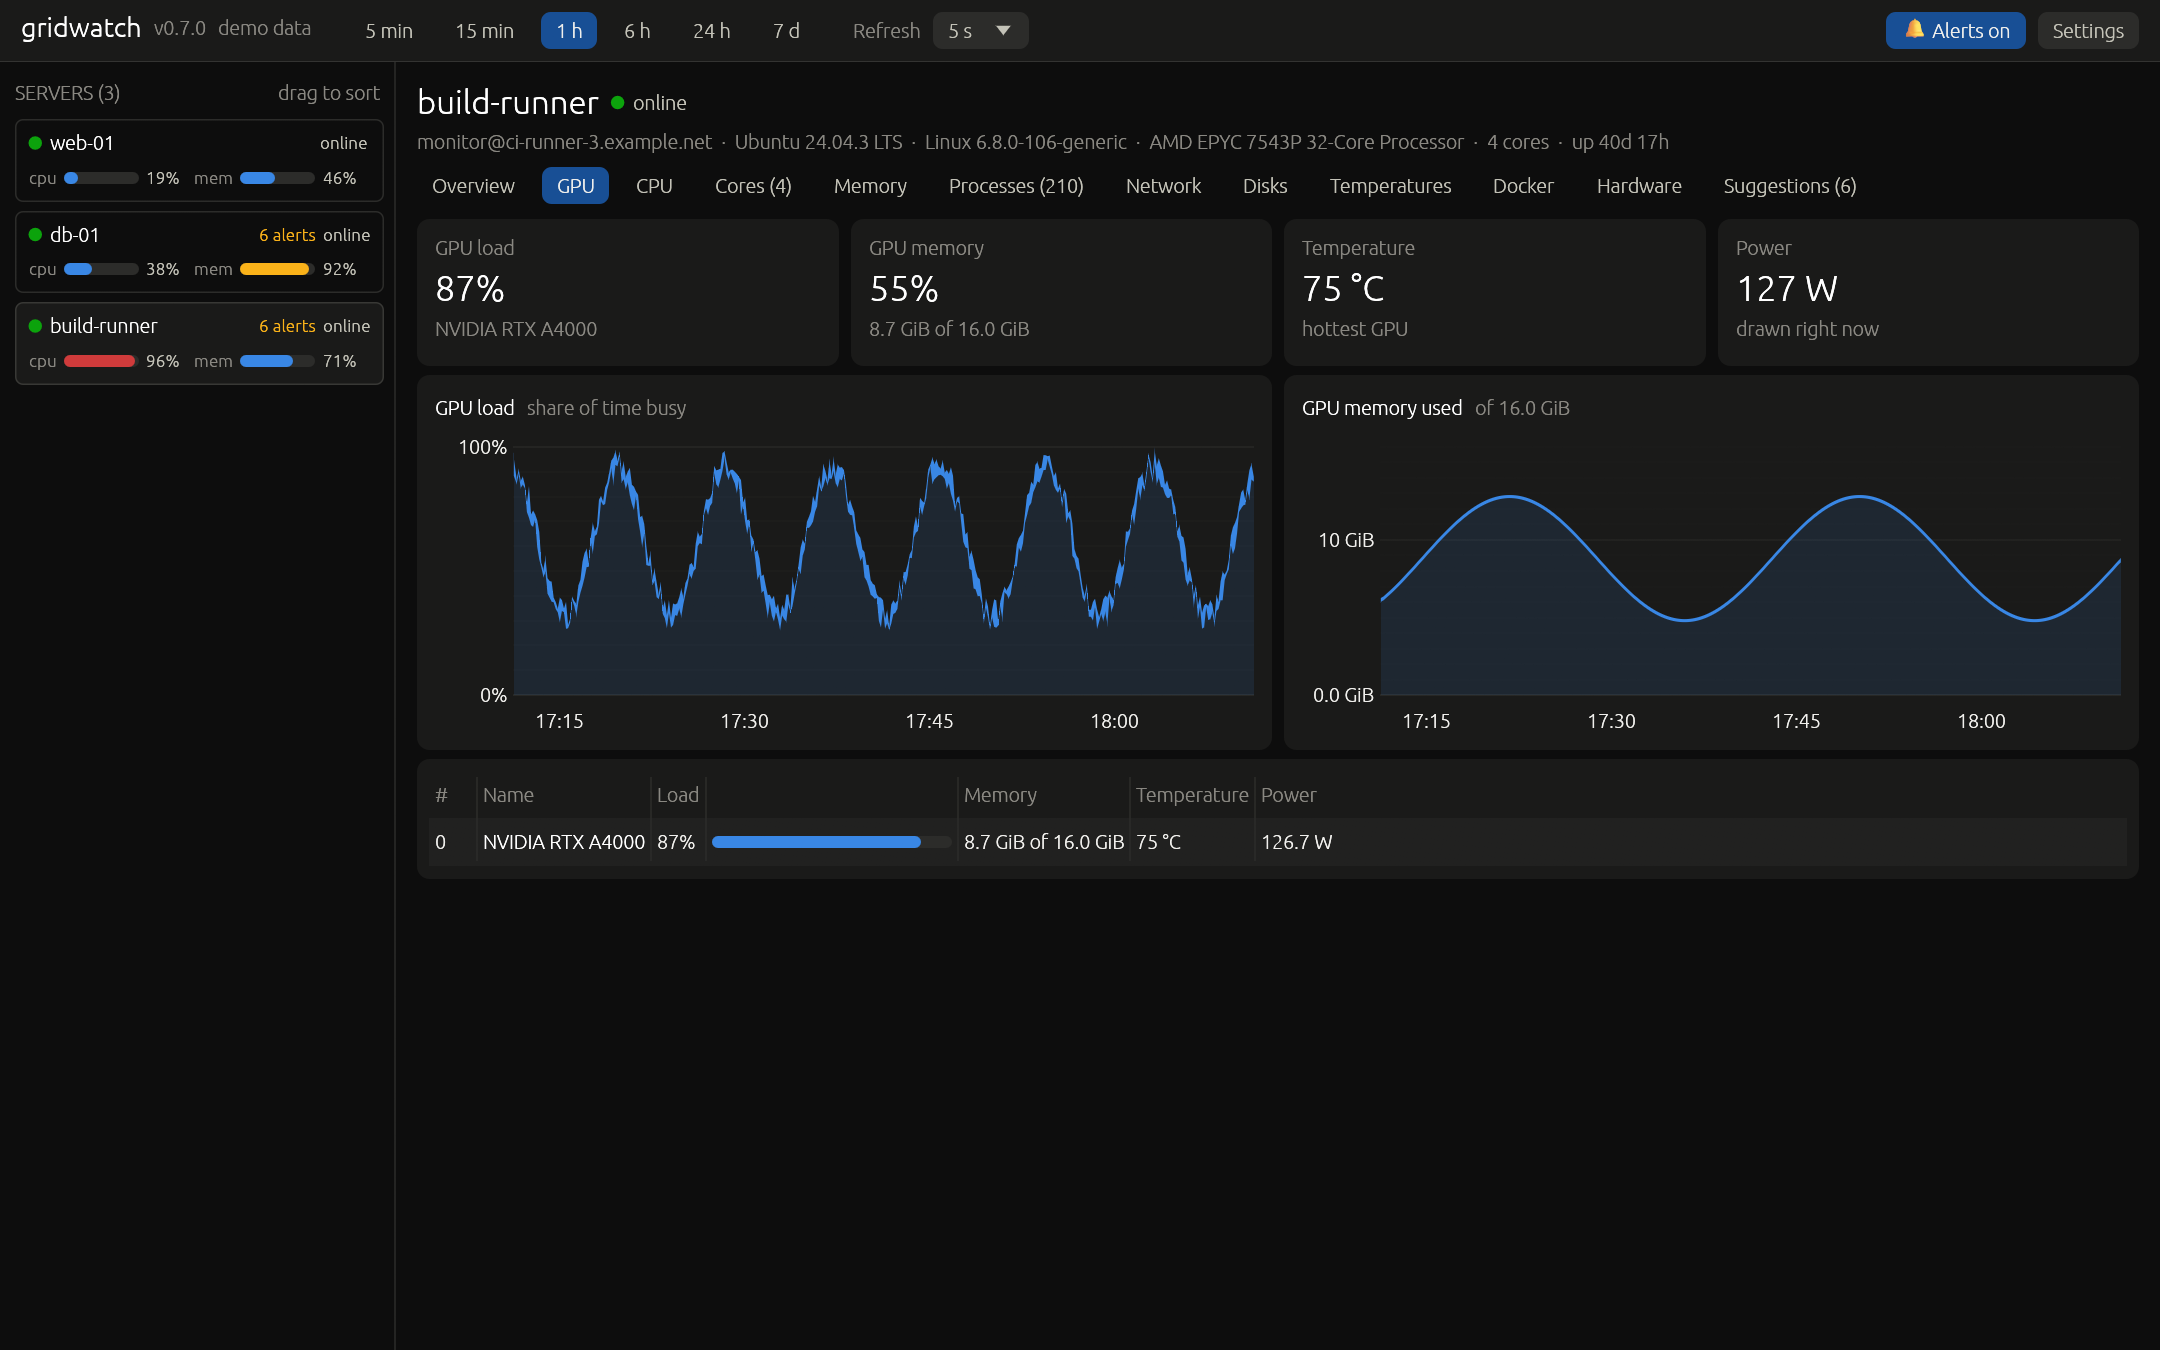 gridwatch v0.7.0 demo data 5 min 15 min 1 h 6 h 24 h 7 d Refresh 5 s 🔔 Alerts on Settings
SERVERS (3) drag to sort
web-01 online
cpu 19% mem 46%
db-01 6 alerts online
cpu 38% mem 92%
build-runner 6 alerts online
cpu 96% mem 71%
build-runner online
monitor@ci-runner-3.example.net · Ubuntu 24.04.3 LTS · Linux 6.8.0-106-generic · AMD EPYC 7543P 32-Core Processor · 4 cores · up 40d 17h
Overview GPU CPU Cores (4) Memory Processes (210) Network Disks Temperatures Docker Hardware Suggestions (6)
GPU load
87%
NVIDIA RTX A4000
GPU memory
55%
8.7 GiB of 16.0 GiB
Temperature
75 °C
hottest GPU
Power
127 W
drawn right now
GPU load share of time busy
100%
0%
17:15 17:30 17:45 18:00
GPU memory used of 16.0 GiB
10 GiB
0.0 GiB
17:15 17:30 17:45 18:00
# Name Load Memory Temperature Power
0 NVIDIA RTX A4000 87% 8.7 GiB of 16.0 GiB 75 °C 126.7 W